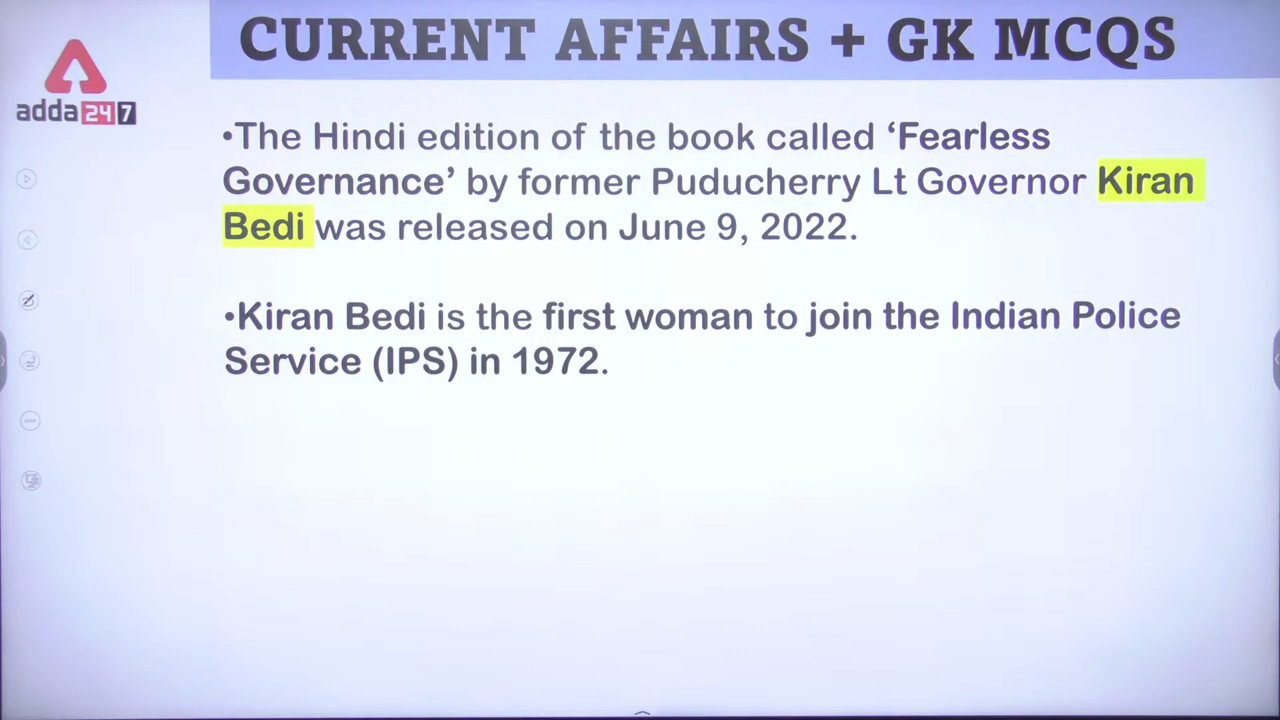 CURRENT AFFAIRS + GK MCQS
adda247
•The Hindi edition of the book called ‘Fearless
Governance’ by former Puducherry Lt Governor Kiran
Bedi was released on June 9, 2022.
•Kiran Bedi is the first woman to join the Indian Police
Service (IPS) in 1972.